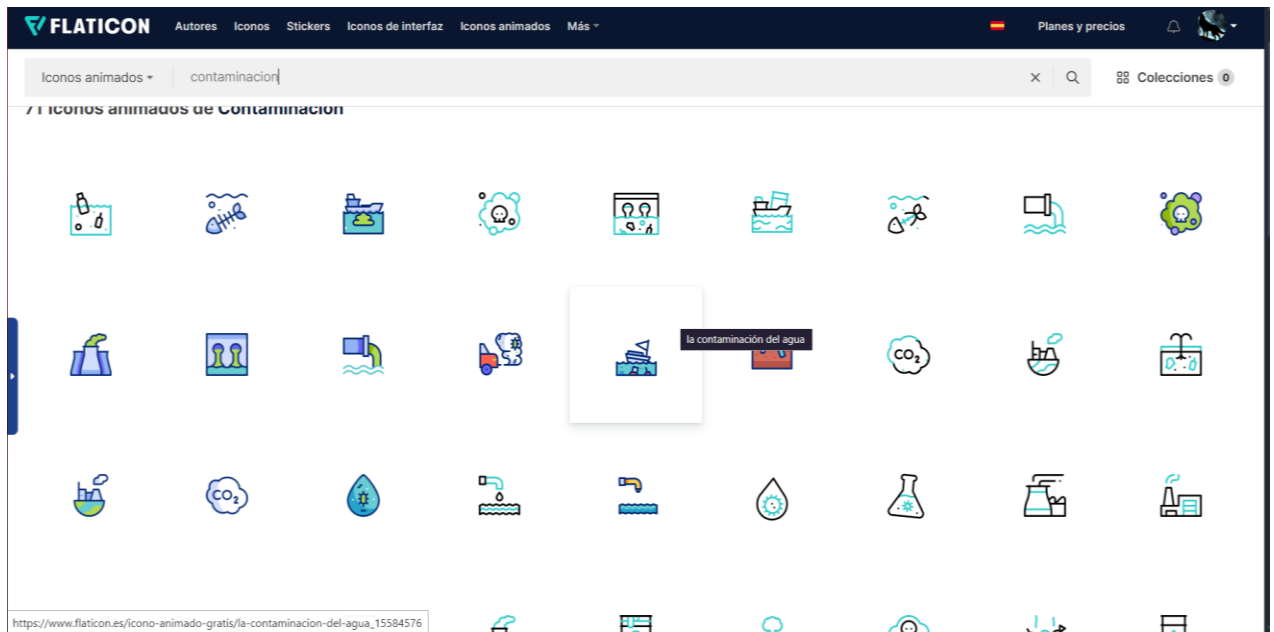 FLATICON Autores Iconos Stickers Iconos de interfaz Iconos animados Más Planes y precios
Iconos animados contaminacion Colecciones 0
71 Iconos animados de Contaminación
la contaminación del agua
CO2
CO2
https://www.flaticon.es/icono-animado-gratis/la-contaminacion-del-agua_15584576